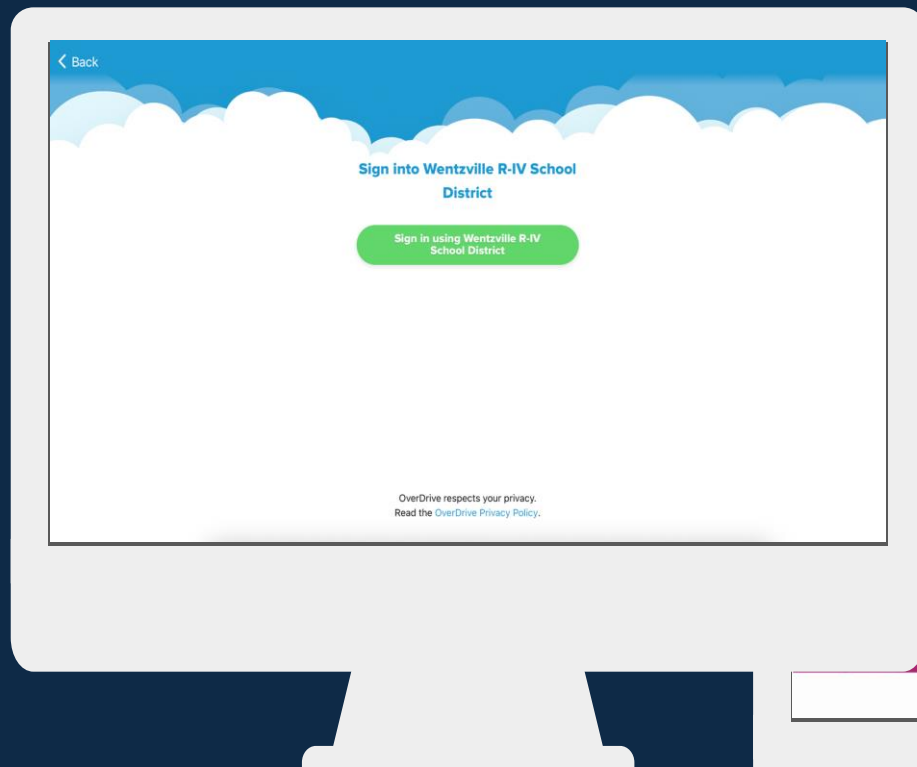 Back
Sign into Wentzville R-IV School
District
Sign in using Wentzville R-IV
School District
OverDrive respects your privacy.
Read the OverDrive Privacy Policy.